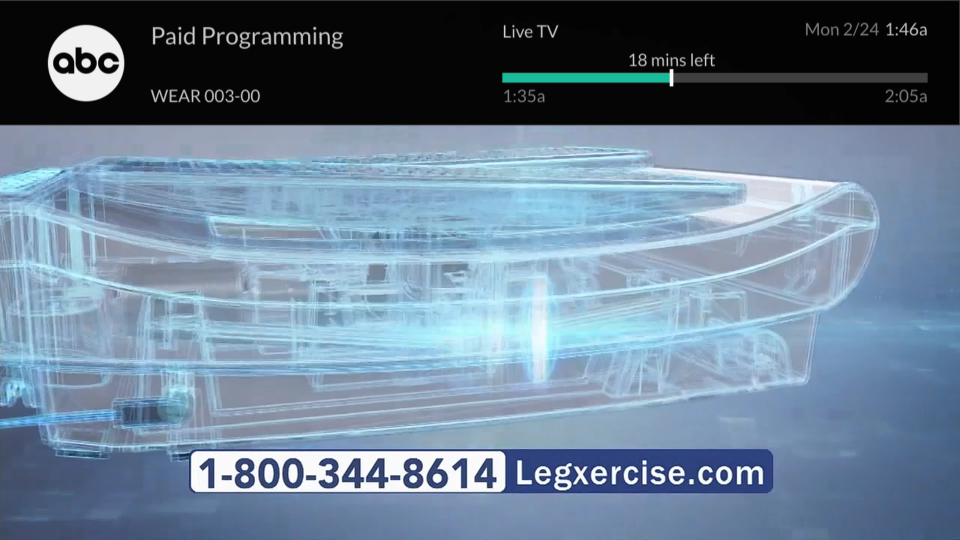 abc
Paid Programming
WEAR 003-00
Live TV
Mon 2/24 1:46a
18 mins left
1:35a
2:05a
1-800-344-8614 Legxercise.com